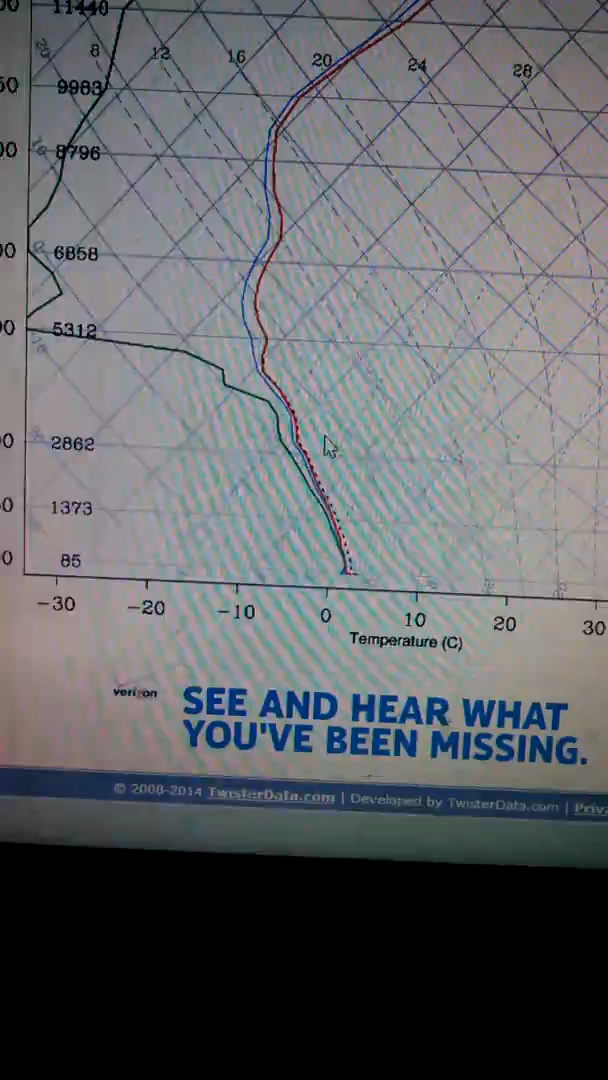 11440
8 12 16 20 24 28
9983
8796
6858
5312
2862
1373
85
-30 -20 -10 0 10 20 30
Temperature (C)
verizon
SEE AND HEAR WHAT
YOU'VE BEEN MISSING.
© 2008-2014 TwisterData.com | Developed by TwisterData.com | Priv